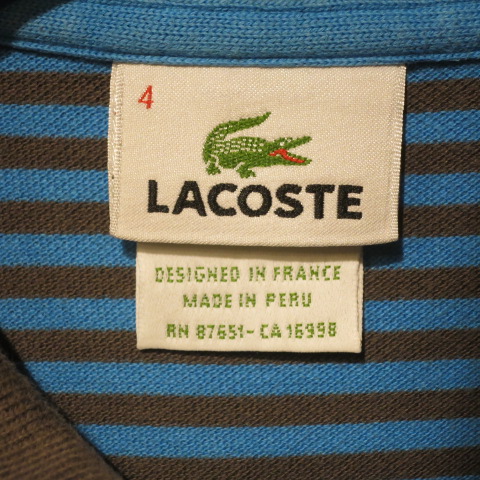 4
LACOSTE
DESIGNED IN FRANCE
MADE IN PERU
RN 87651-CA 16998